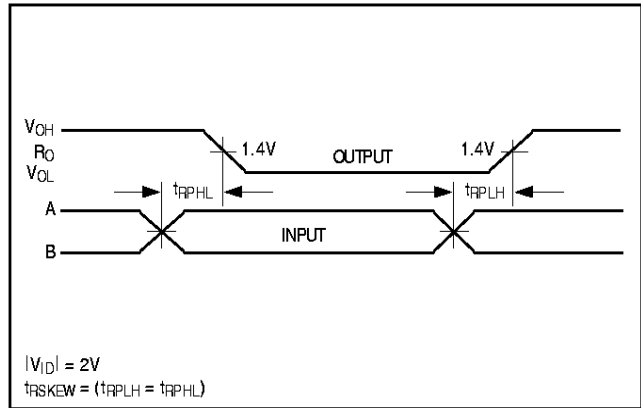 VOH
RO
VOL
1.4V
OUTPUT
1.4V
tRPHL
tRPLH
A
INPUT
B
|VID| = 2V
tRSKEW = (tRPLH = tRPHL)